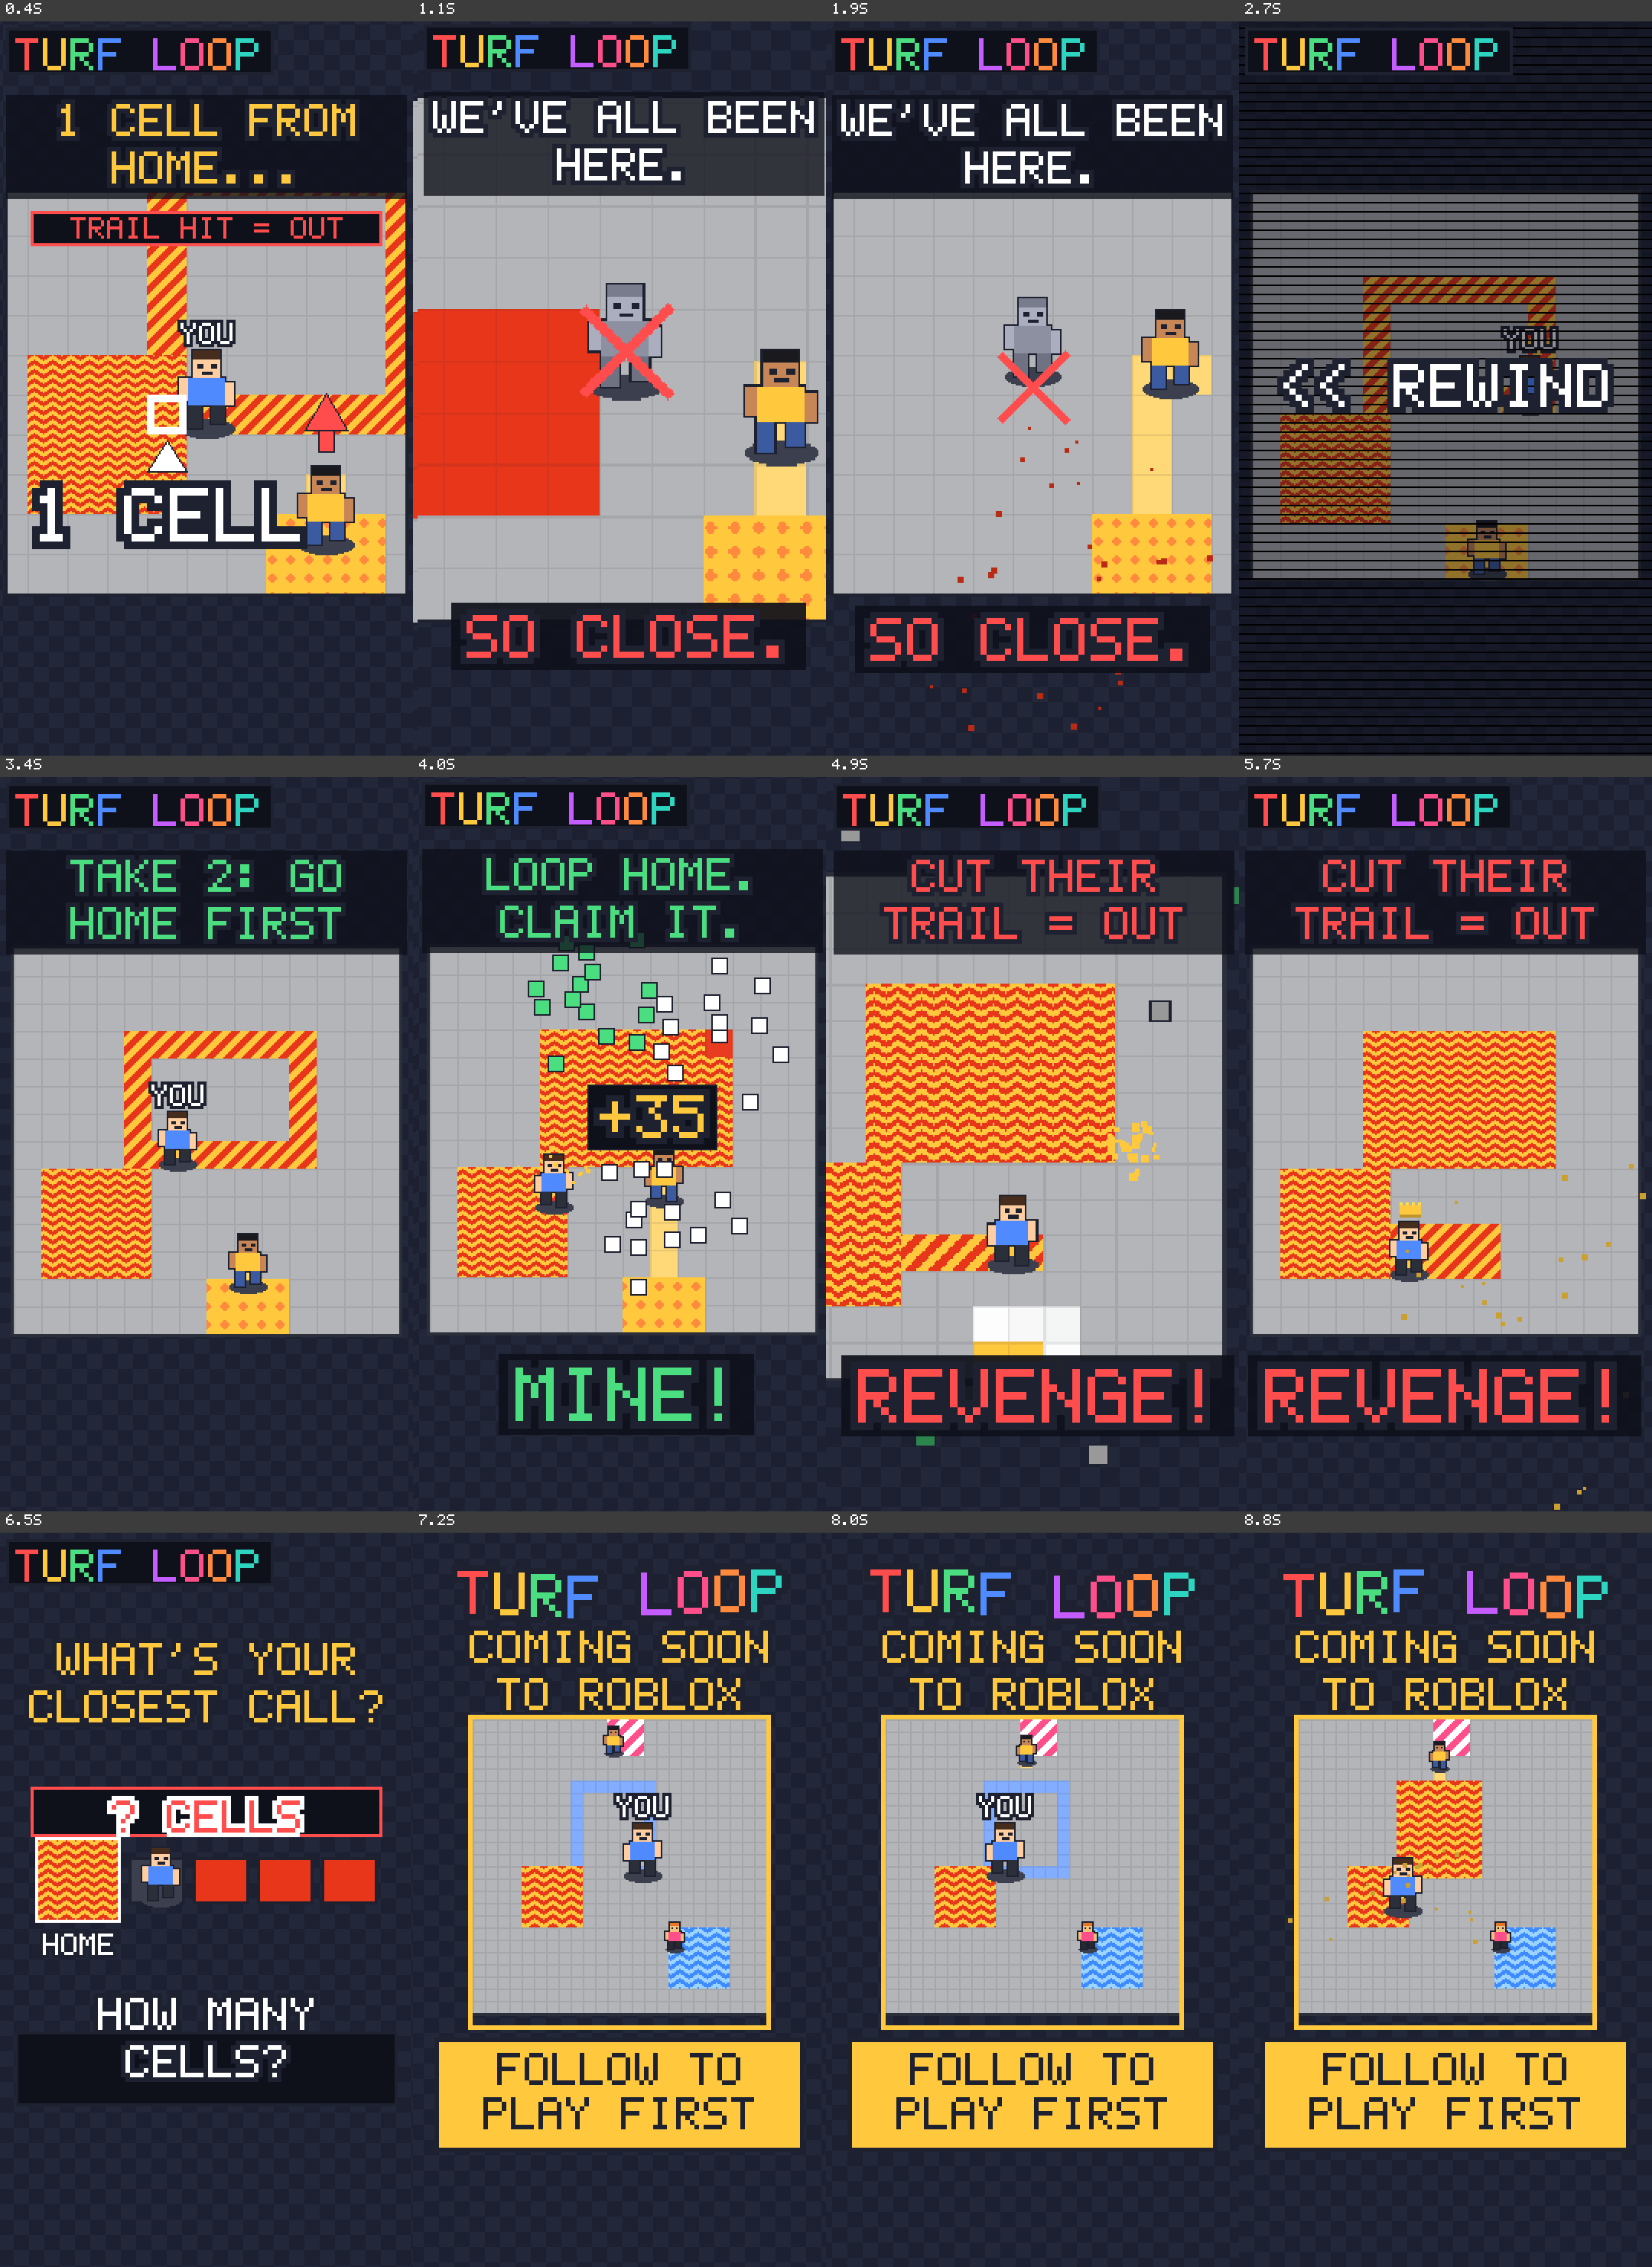 0.4S
TURF LOOP
1 CELL FROM
HOME...
TRAIL HIT = OUT
YOU
1 CELL
1.1S
TURF LOOP
WE'VE ALL BEEN
HERE.
SO CLOSE.
1.9S
TURF LOOP
WE'VE ALL BEEN
HERE.
SO CLOSE.
2.7S
TURF LOOP
YOU
<< REWIND
3.4S
TURF LOOP
TAKE 2: GO
HOME FIRST
YOU
4.0S
TURF LOOP
LOOP HOME.
CLAIM IT.
+35
MINE!
4.9S
TURF LOOP
CUT THEIR
TRAIL = OUT
REVENGE!
5.7S
TURF LOOP
CUT THEIR
TRAIL = OUT
REVENGE!
6.5S
TURF LOOP
WHAT'S YOUR
CLOSEST CALL?
? CELLS
HOME
HOW MANY
CELLS?
7.2S
TURF LOOP
COMING SOON
TO ROBLOX
YOU
FOLLOW TO
PLAY FIRST
8.0S
TURF LOOP
COMING SOON
TO ROBLOX
YOU
FOLLOW TO
PLAY FIRST
8.8S
TURF LOOP
COMING SOON
TO ROBLOX
FOLLOW TO
PLAY FIRST